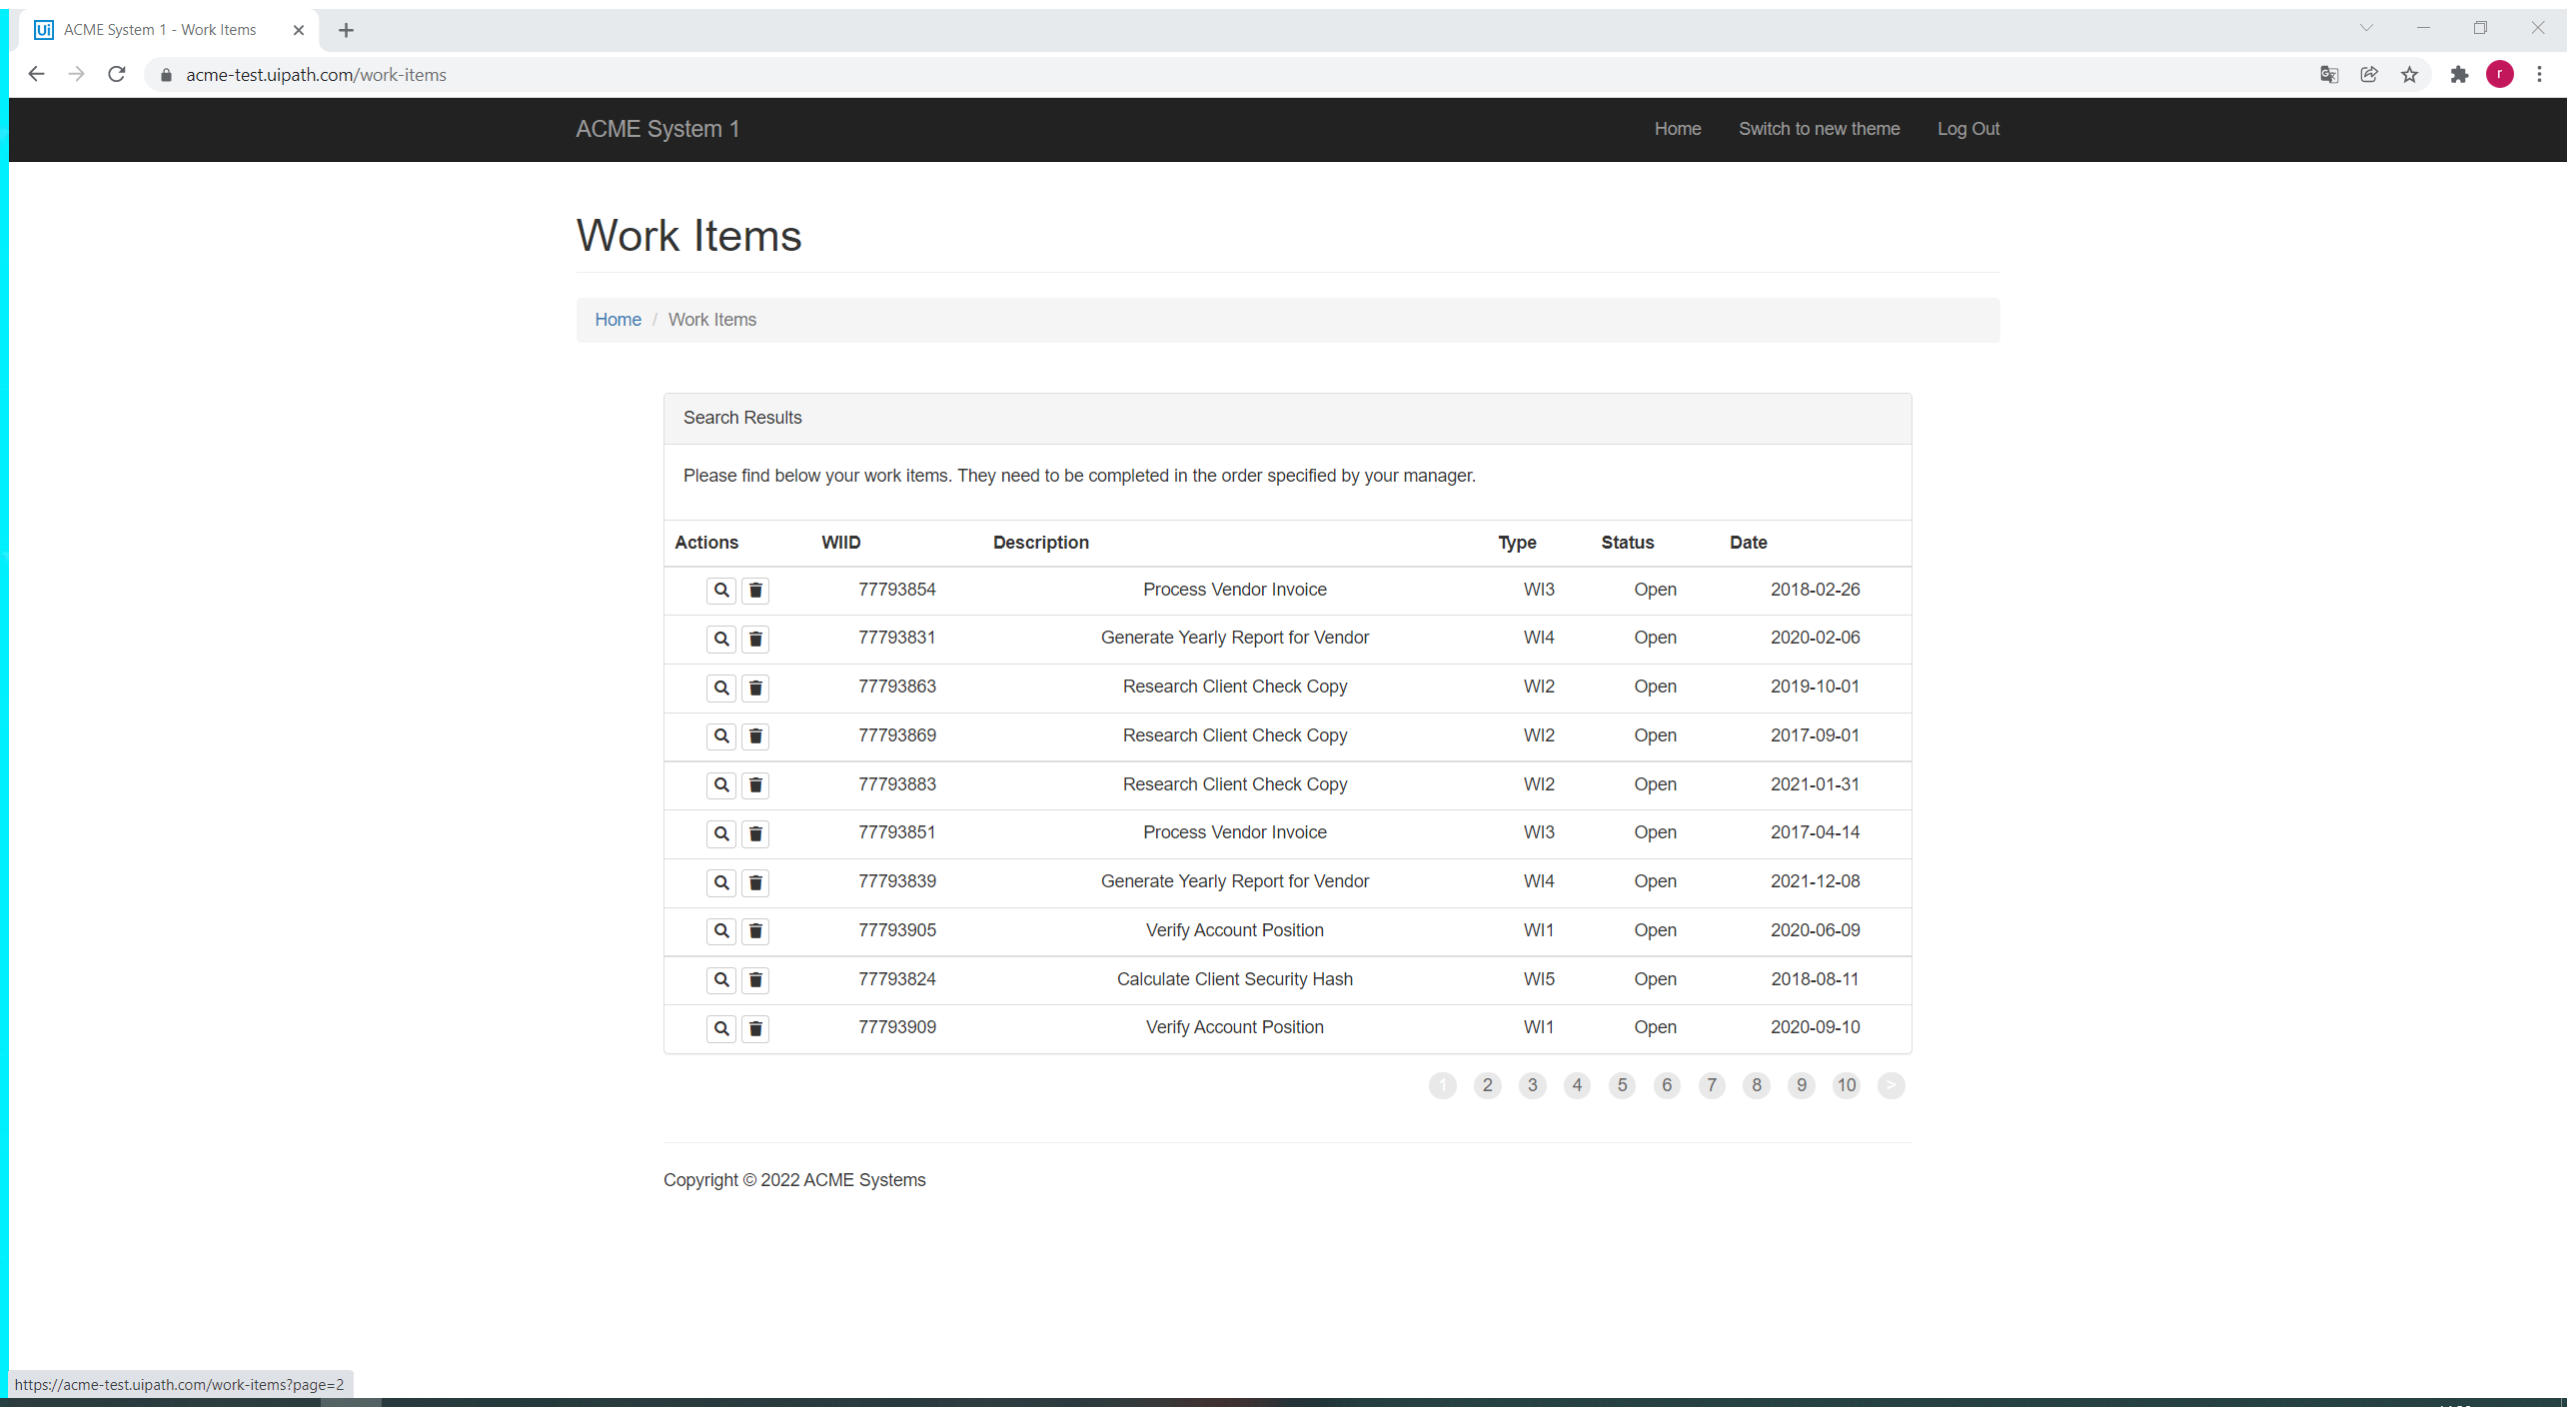 Ui ACME System 1 - Work Items
acme-test.uipath.com/work-items
r
ACME System 1 Home Switch to new theme Log Out
Work Items
Home / Work Items
Search Results
Please find below your work items. They need to be completed in the order specified by your manager.
Actions WIID Description Type Status Date
77793854 Process Vendor Invoice WI3 Open 2018-02-26
77793831 Generate Yearly Report for Vendor WI4 Open 2020-02-06
77793863 Research Client Check Copy WI2 Open 2019-10-01
77793869 Research Client Check Copy WI2 Open 2017-09-01
77793883 Research Client Check Copy WI2 Open 2021-01-31
77793851 Process Vendor Invoice WI3 Open 2017-04-14
77793839 Generate Yearly Report for Vendor WI4 Open 2021-12-08
77793905 Verify Account Position WI1 Open 2020-06-09
77793824 Calculate Client Security Hash WI5 Open 2018-08-11
77793909 Verify Account Position WI1 Open 2020-09-10
1 2 3 4 5 6 7 8 9 10 >
Copyright © 2022 ACME Systems
https://acme-test.uipath.com/work-items?page=2